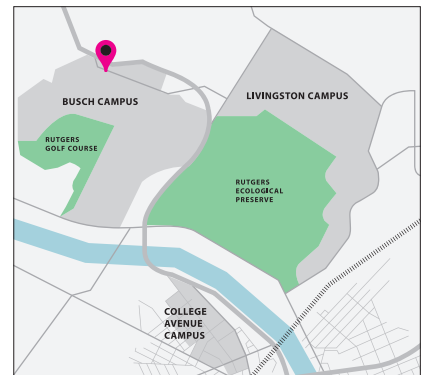 BUSCH CAMPUS
LIVINGSTON CAMPUS
RUTGERS
GOLF COURSE
RUTGERS
ECOLOGICAL
PRESERVE
COLLEGE
AVENUE
CAMPUS